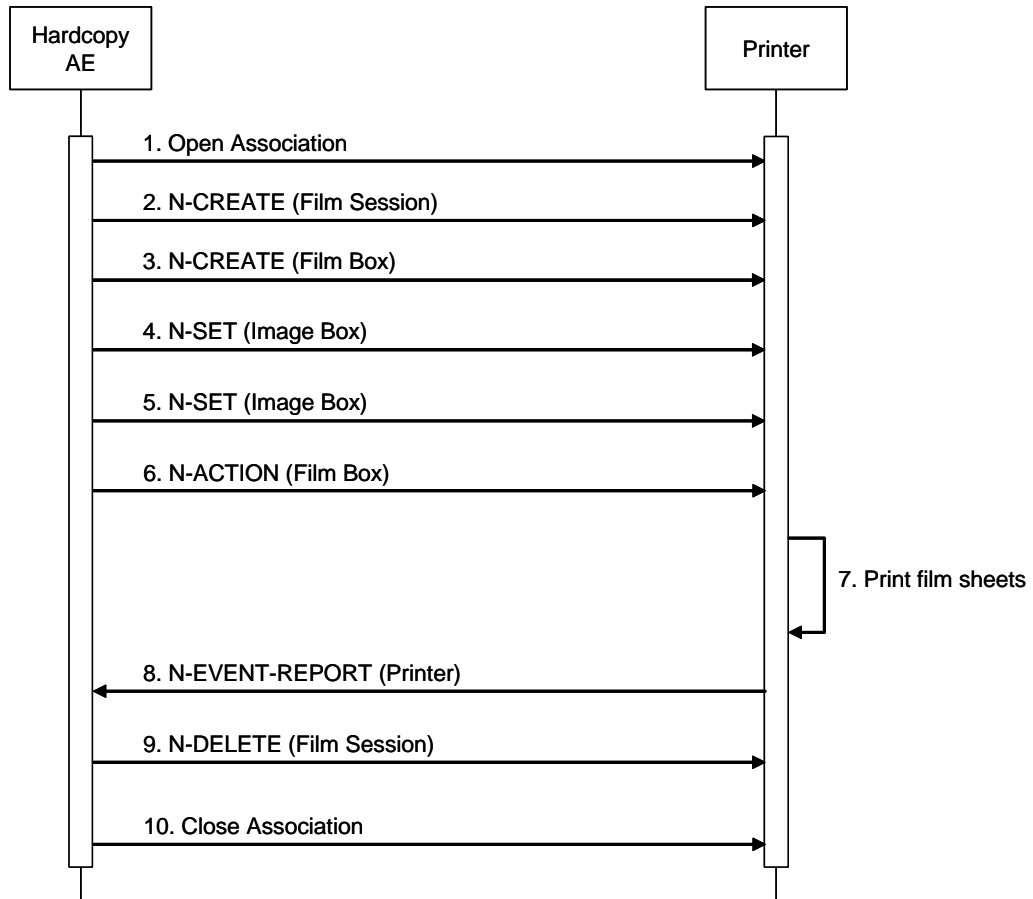 Hardcopy
AE
Printer
1. Open Association
2. N-CREATE (Film Session)
3. N-CREATE (Film Box)
4. N-SET (Image Box)
5. N-SET (Image Box)
6. N-ACTION (Film Box)
7. Print film sheets
8. N-EVENT-REPORT (Printer)
9. N-DELETE (Film Session)
10. Close Association